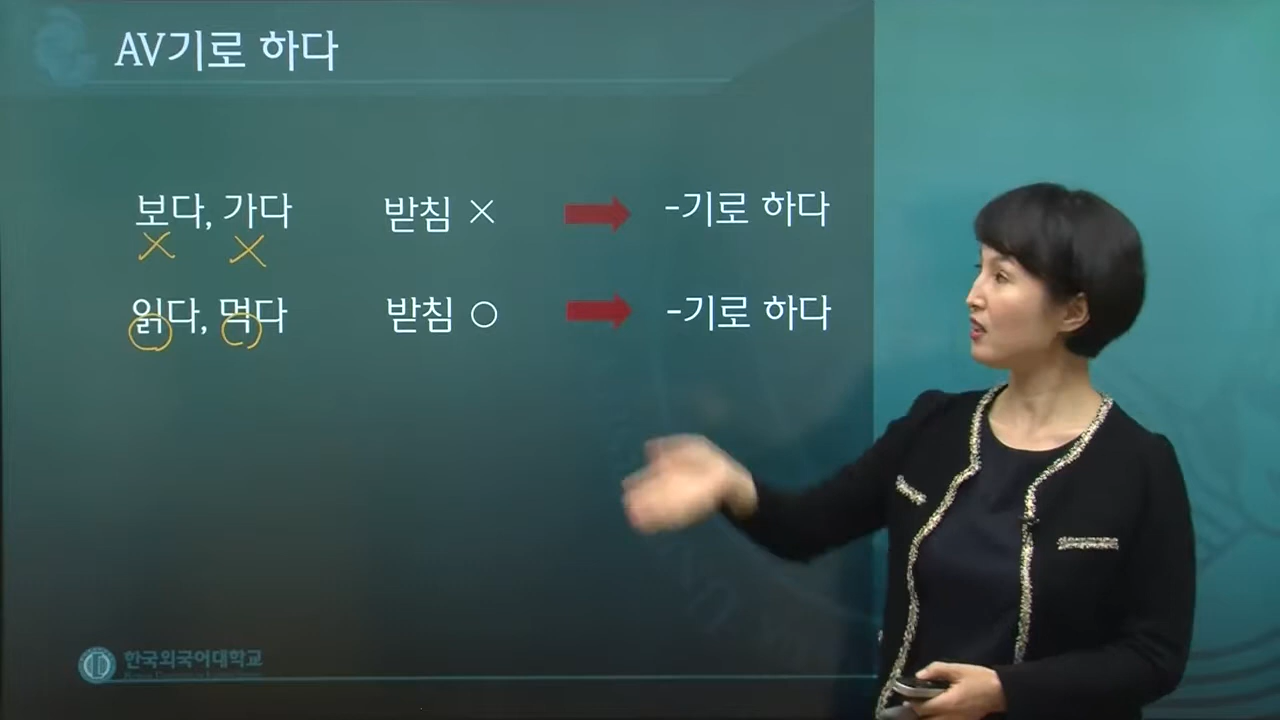 AV기로 하다
보다, 가다 받침 × -기로 하다
읽다, 먹다 받침 ○ -기로 하다
한국외국어대학교